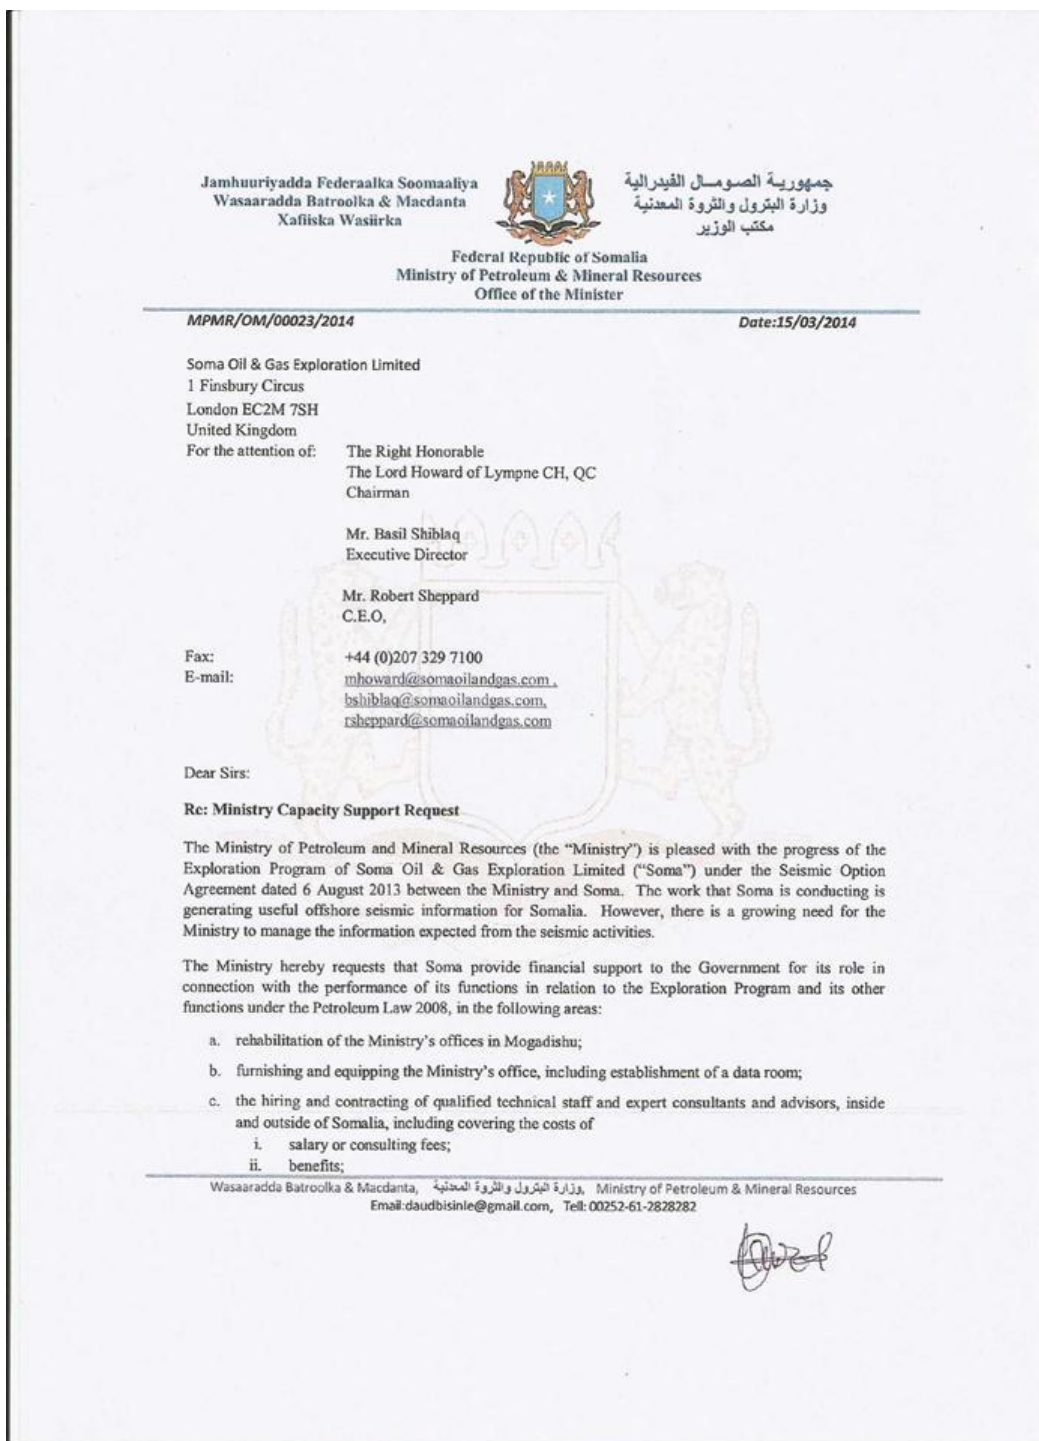 Jamhuuriyadda Federaalka Soomaaliya
Wasaaradda Batroolka & Macdanta
Xafiiska Wasiirka
جمهورية الصومال الفيدرالية
وزارة البترول والثروة المعدنية
مكتب الوزير
Federal Republic of Somalia
Ministry of Petroleum & Mineral Resources
Office of the Minister
MPMR/OM/00023/2014 Date:15/03/2014
Soma Oil & Gas Exploration Limited
1 Finsbury Circus
London EC2M 7SH
United Kingdom
For the attention of: The Right Honorable
The Lord Howard of Lympne CH, QC
Chairman
Mr. Basil Shiblaq
Executive Director
Mr. Robert Sheppard
C.E.O,
Fax: +44 (0)207 329 7100
E-mail: mhoward@somaoilandgas.com ,
bshiblaq@somaoilandgas.com,
rsheppard@somaoilandgas.com
Dear Sirs:
Re: Ministry Capacity Support Request
The Ministry of Petroleum and Mineral Resources (the “Ministry”) is pleased with the progress of the
Exploration Program of Soma Oil & Gas Exploration Limited (“Soma”) under the Seismic Option
Agreement dated 6 August 2013 between the Ministry and Soma. The work that Soma is conducting is
generating useful offshore seismic information for Somalia. However, there is a growing need for the
Ministry to manage the information expected from the seismic activities.
The Ministry hereby requests that Soma provide financial support to the Government for its role in
connection with the performance of its functions in relation to the Exploration Program and its other
functions under the Petroleum Law 2008, in the following areas:
a. rehabilitation of the Ministry’s offices in Mogadishu;
b. furnishing and equipping the Ministry’s office, including establishment of a data room;
c. the hiring and contracting of qualified technical staff and expert consultants and advisors, inside
and outside of Somalia, including covering the costs of
i. salary or consulting fees;
ii. benefits;
Wasaaradda Batroolka & Macdanta, وزارة البترول والثروة المعدنية, Ministry of Petroleum & Mineral Resources
Email:daudbisinle@gmail.com, Tell: 00252-61-2828282